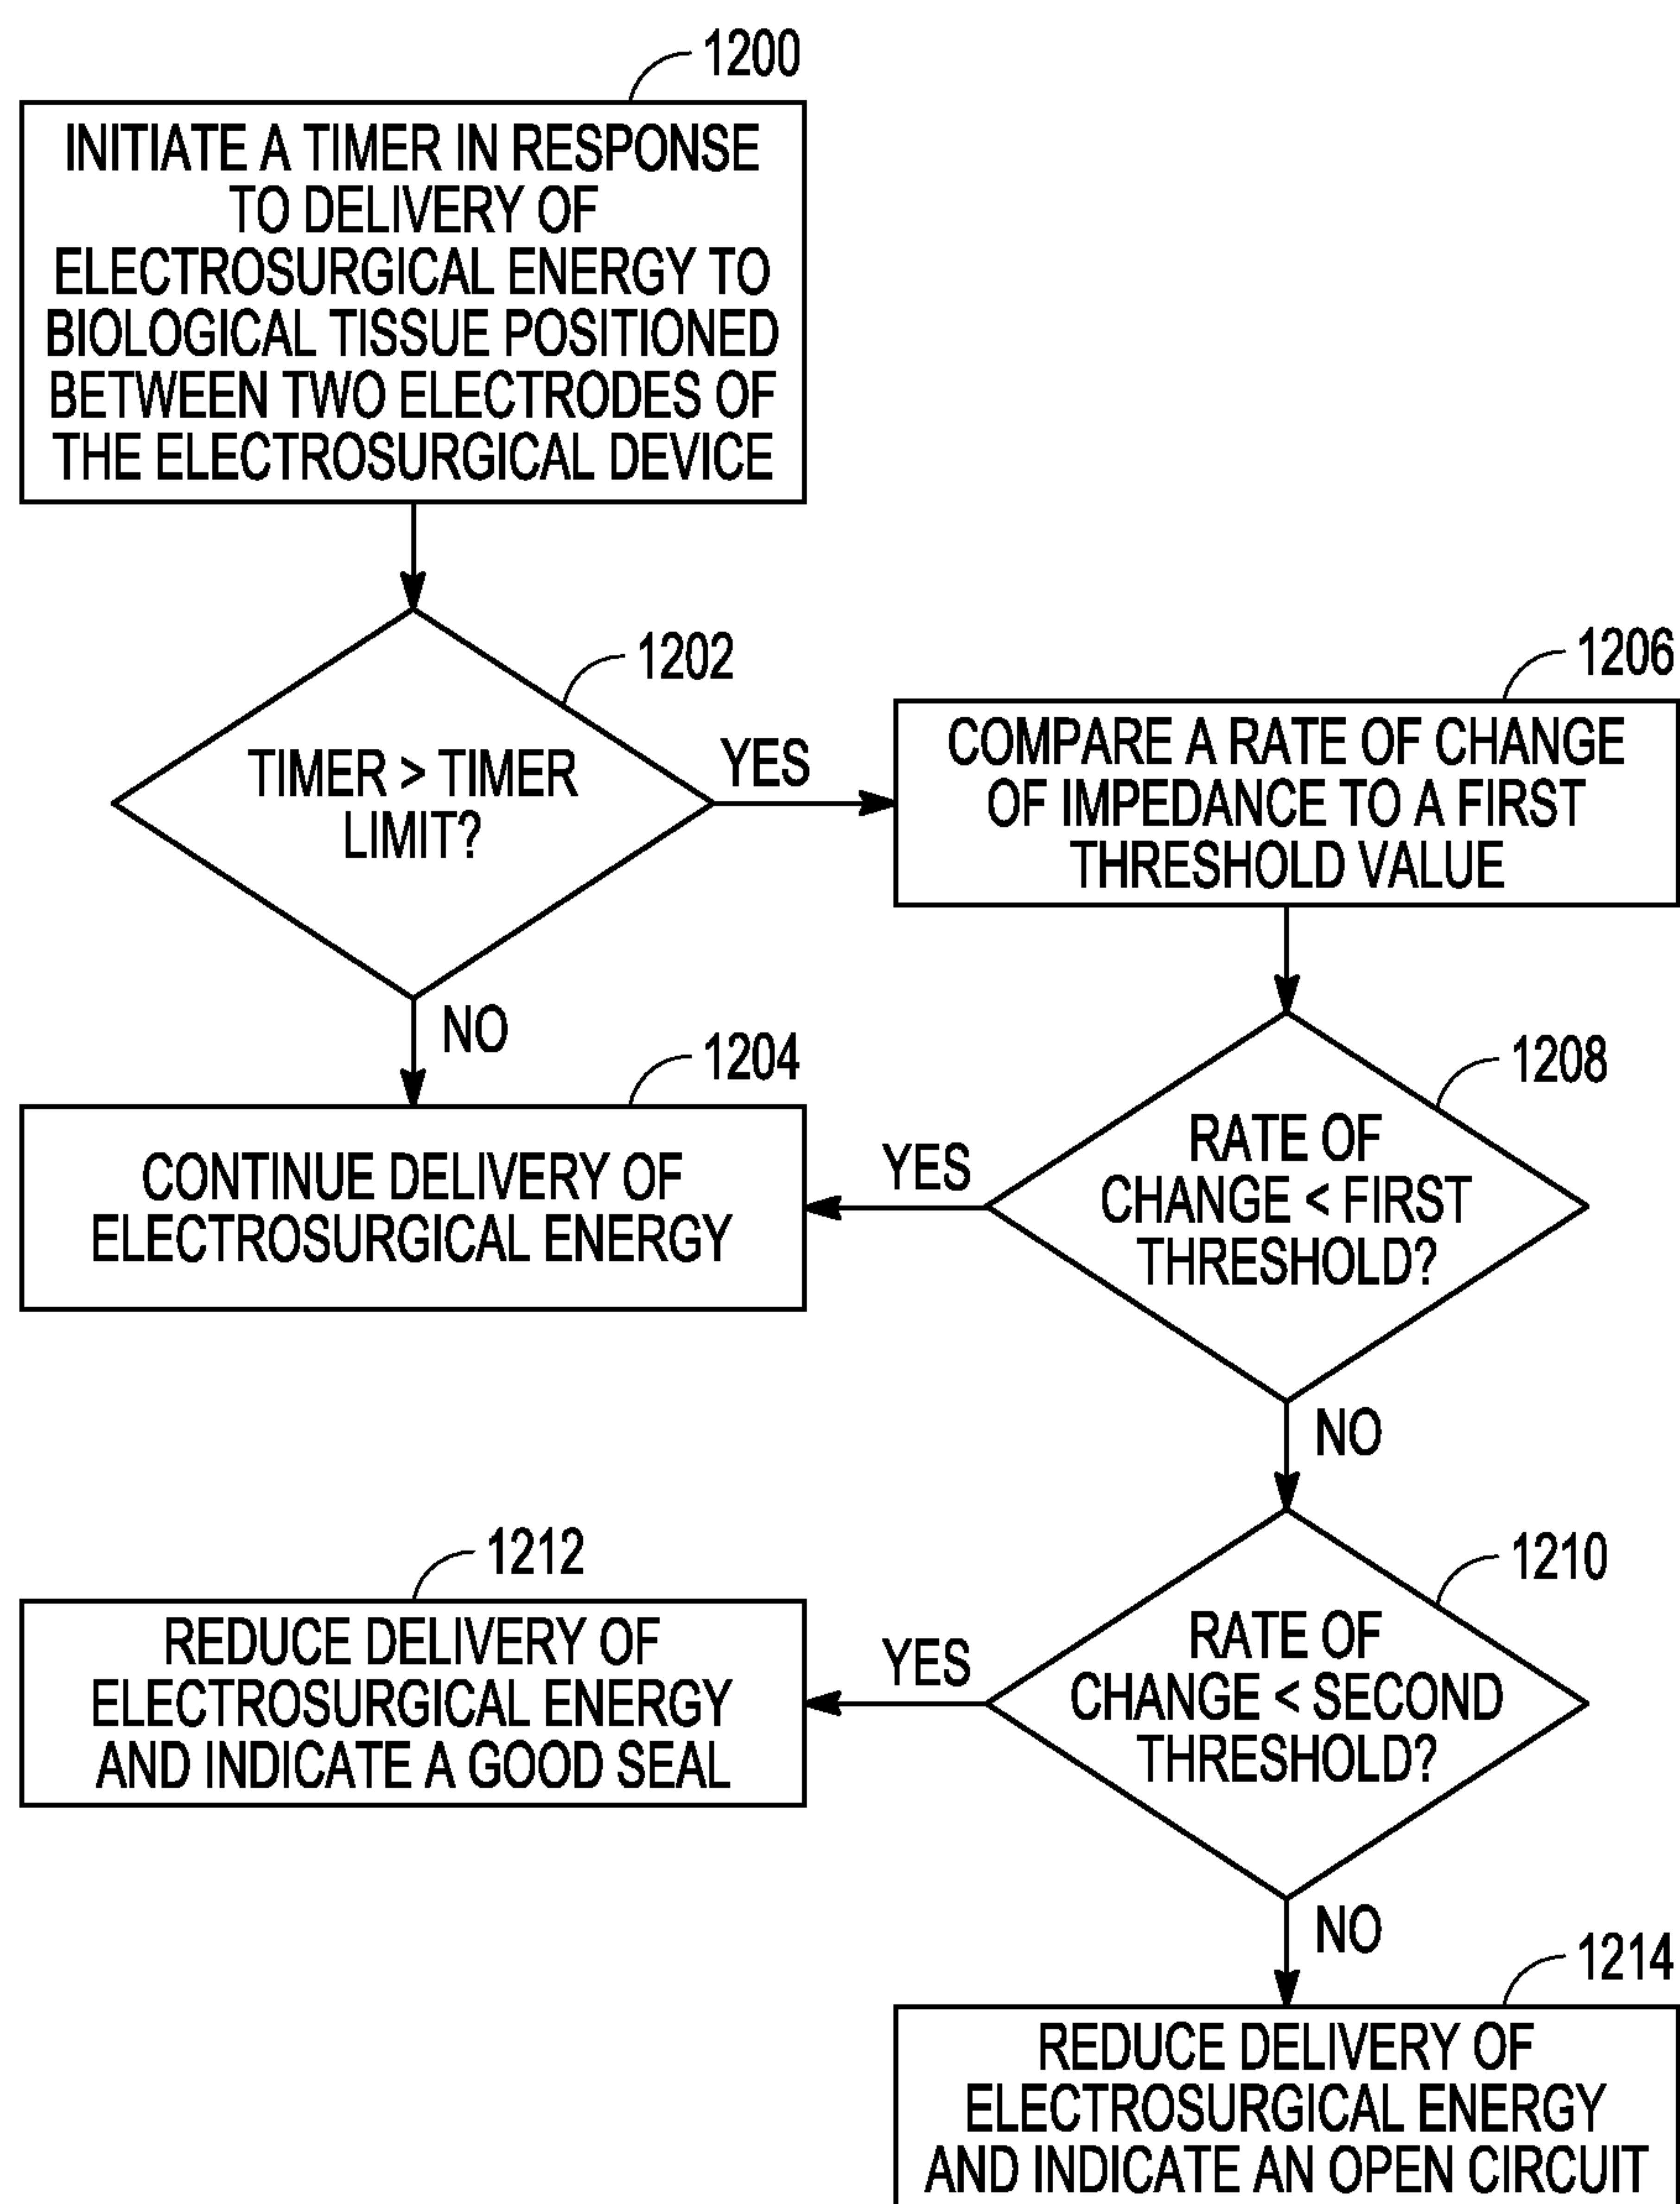 1200
INITIATE A TIMER IN RESPONSE
TO DELIVERY OF
ELECTROSURGICAL ENERGY TO
BIOLOGICAL TISSUE POSITIONED
BETWEEN TWO ELECTRODES OF
THE ELECTROSURGICAL DEVICE
1202
TIMER > TIMER
LIMIT?
YES
NO
1206
COMPARE A RATE OF CHANGE
OF IMPEDANCE TO A FIRST
THRESHOLD VALUE
1204
CONTINUE DELIVERY OF
ELECTROSURGICAL ENERGY
1208
RATE OF
CHANGE < FIRST
THRESHOLD?
YES
NO
1210
RATE OF
CHANGE < SECOND
THRESHOLD?
YES
NO
1212
REDUCE DELIVERY OF
ELECTROSURGICAL ENERGY
AND INDICATE A GOOD SEAL
1214
REDUCE DELIVERY OF
ELECTROSURGICAL ENERGY
AND INDICATE AN OPEN CIRCUIT